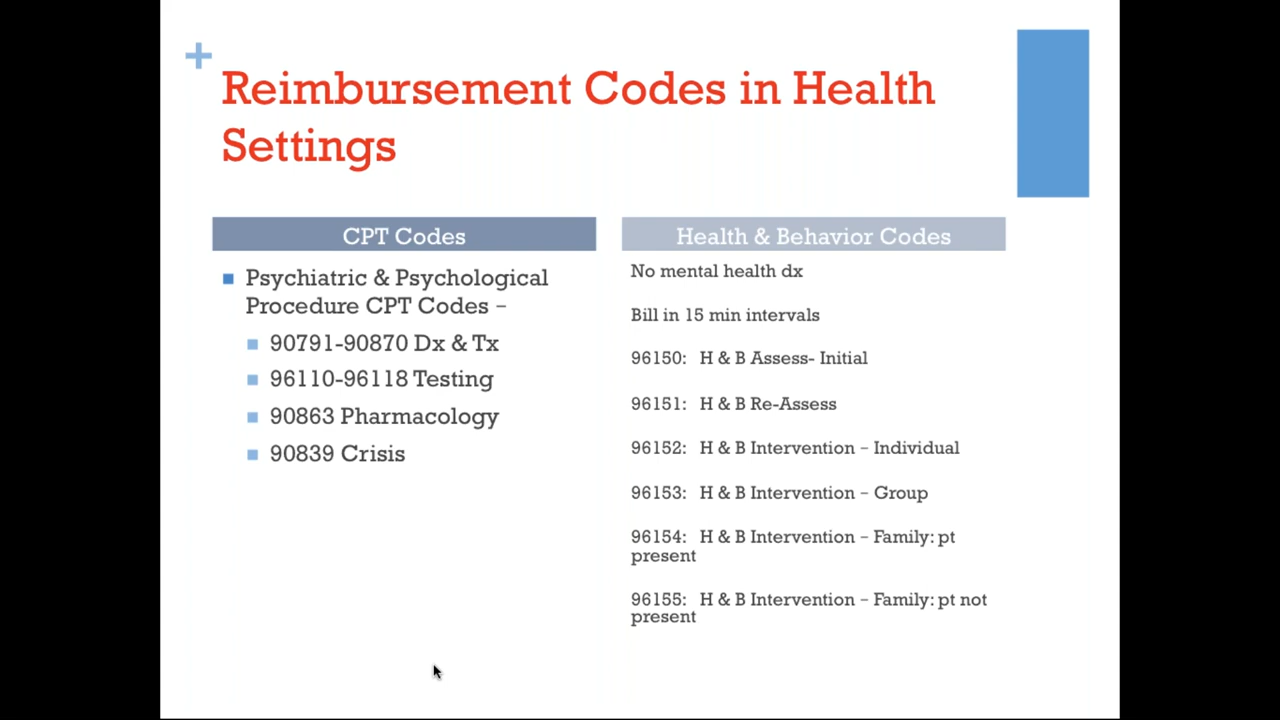 +
Reimbursement Codes in Health
Settings
CPT Codes
Psychiatric & Psychological
Procedure CPT Codes –
90791-90870 Dx & Tx
96110-96118 Testing
90863 Pharmacology
90839 Crisis
Health & Behavior Codes
No mental health dx
Bill in 15 min intervals
96150: H & B Assess- Initial
96151: H & B Re-Assess
96152: H & B Intervention – Individual
96153: H & B Intervention – Group
96154: H & B Intervention – Family: pt
present
96155: H & B Intervention – Family: pt not
present